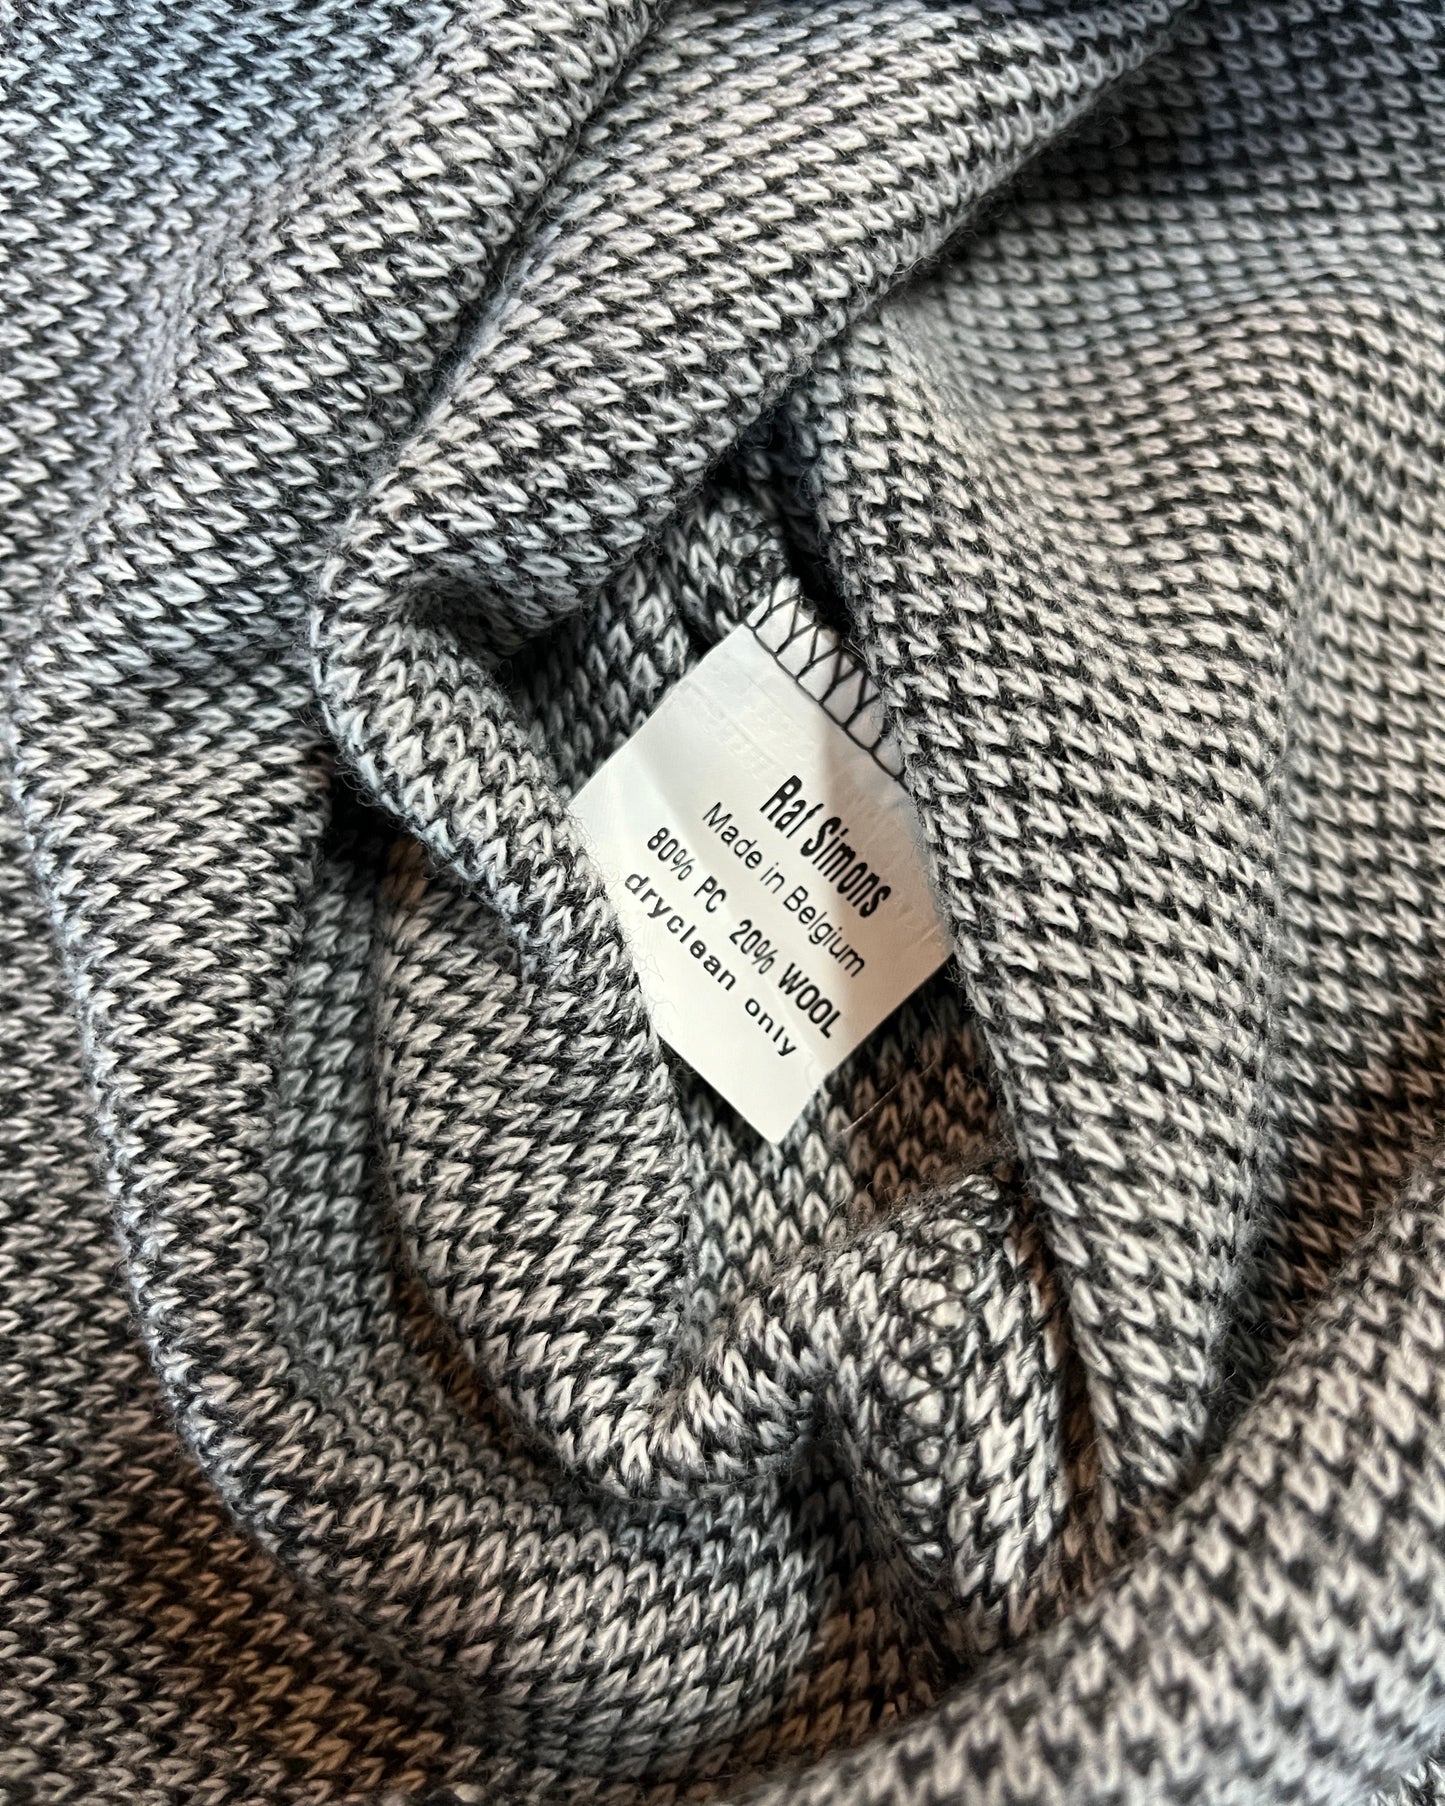 Raf Simons
Made in Belgium
80% PC 20% WOOL
dryclean only